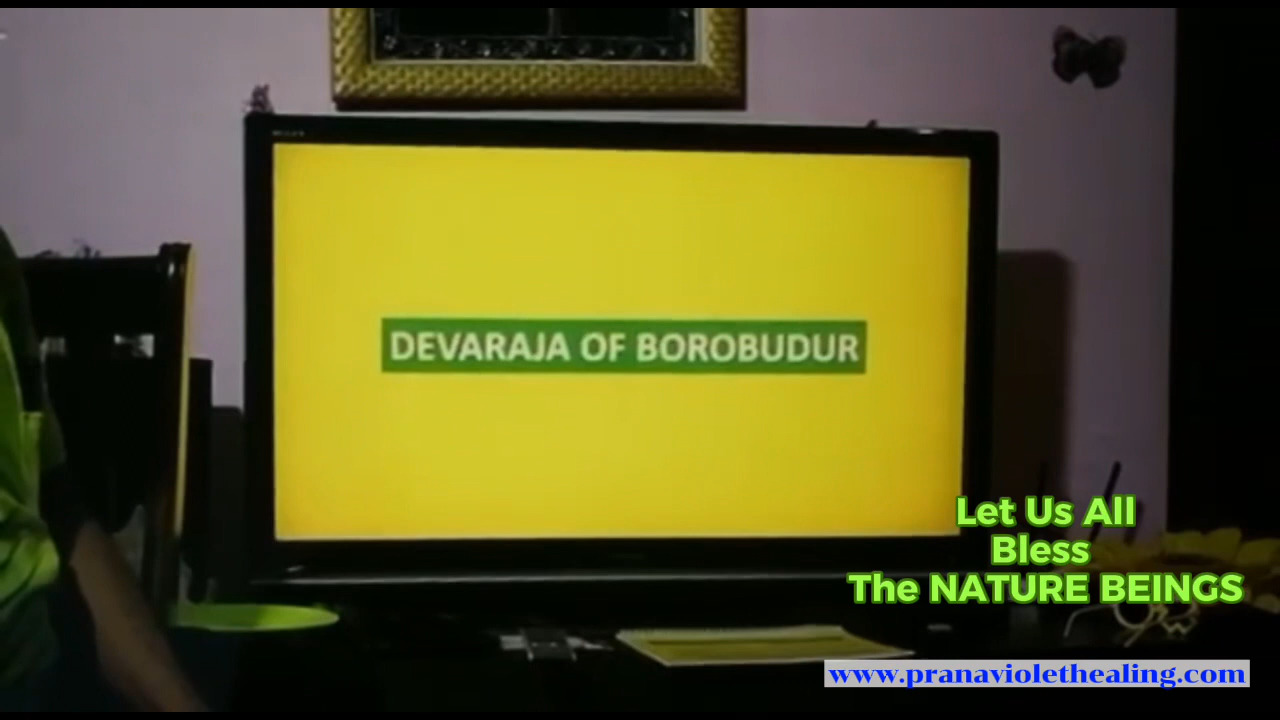 DEVARAJA OF BOROBUDUR
Let Us All
Bless
The NATURE BEINGS
www.pranaviolethealing.com